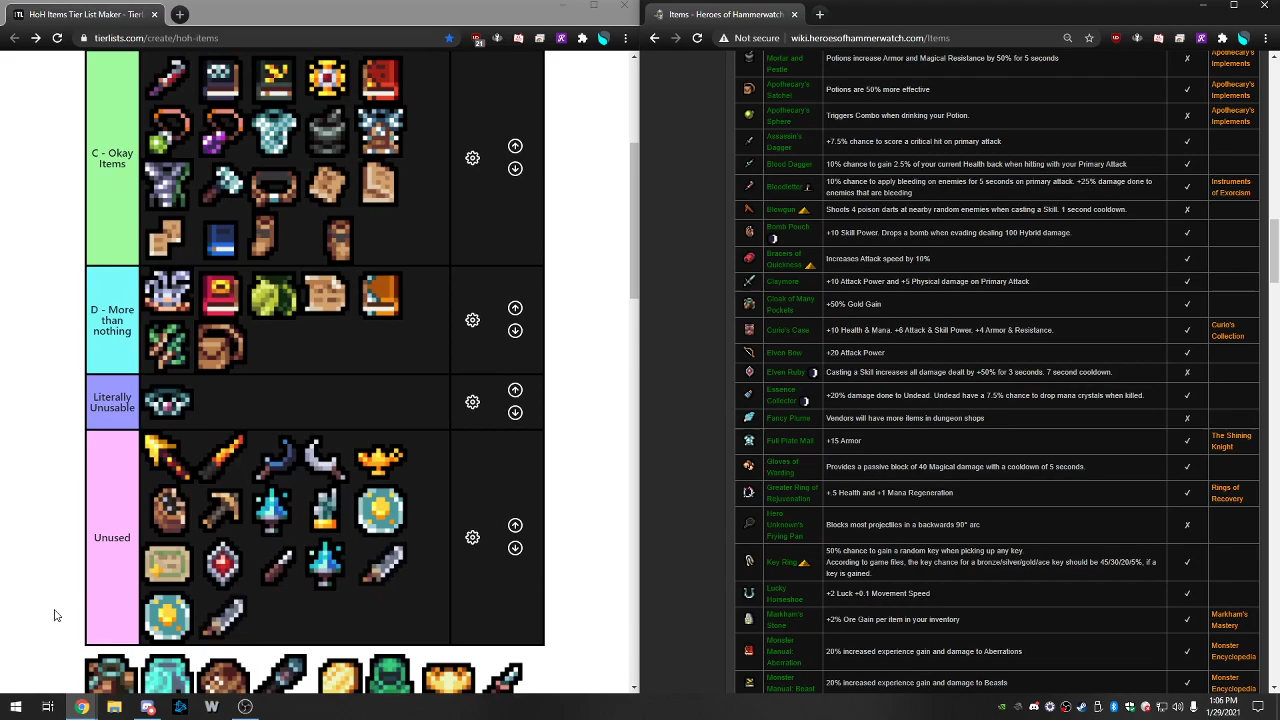 HoH Items Tier List Maker - TierL
Items - Heroes of Hammerwatch
tierlists.com/create/hoh-items
21
Not secure
wiki.heroesofhammerwatch.com/Items
C - Okay
Items
D - More
than
nothing
Literally
Unusable
Unused
Mortar and
Pestle
Potions increase Armor and Magical Resistance by 50% for 5 seconds
✗
Apothecary's
Implements
Apothecary's
Satchel
Potions are 50% more effective
✓
Apothecary's
Implements
Apothecary's
Sphere
Triggers Combo when drinking your Potion.
✗
Apothecary's
Implements
Assassin's
Dagger
+7.5% chance to score a critical hit on primary attack
✓
Blood Dagger
10% chance to gain 2.5% of your current Health back when hitting with your Primary Attack
✓
Bloodletter
10% chance to apply bleeding on enemies for 5 seconds on primary attack. +25% damage done to
enemies that are bleeding
✓
Instruments
of Exorcism
Blowgun
Shoots 4 poison darts at nearby random enemies when casting a Skill. 1 second cooldown.
✗
Bomb Pouch
+10 Skill Power. Drops a bomb when evading dealing 100 Hybrid damage.
✗
Bracers of
Quickness
Increases Attack speed by 10%
✓
Claymore
+10 Attack Power and +5 Physical damage on Primary Attack
✓
Cloak of Many
Pockets
+50% Gold Gain
✓
Curio's Case
+10 Health & Mana. +6 Attack & Skill Power. +4 Armor & Resistance.
✓
Curio's
Collection
Elven Bow
+20 Attack Power
✓
Elven Ruby
Casting a Skill increases all damage dealt by +50% for 3 seconds. 7 second cooldown.
✗
Essence
Collector
+20% damage done to Undead. Undead have a 7.5% chance to drop mana crystals when killed.
✓
Fancy Plume
Vendors will have more items in dungeon shops
✓
Full Plate Mail
+15 Armor
✓
The Shining
Knight
Gloves of
Warding
Provides a passive block of 40 Magical damage with a cooldown of 5 seconds.
✓
Greater Ring of
Rejuvenation
+.5 Health and +1 Mana Regeneration
✓
Rings of
Recovery
Hero
Unknown's
Frying Pan
Blocks most projectiles in a backwards 90° arc
✗
Key Ring
50% chance to gain a random key when picking up any key
According to game files, the key chance for a bronze/silver/gold/ace key should be 45/30/20/5%, if a
key is gained.
✓
Lucky
Horseshoe
+2 Luck +0.1 Movement Speed
✓
Markham's
Stone
+2% Ore Gain per item in your inventory
✓
Markham's
Mastery
Monster
Manual:
Aberration
20% increased experience gain and damage to Aberrations
✓
Monster
Encyclopedia
Monster
Manual: Beast
20% increased experience gain and damage to Beasts
✓
Monster
Encyclopedia
1:06 PM
1/29/2021